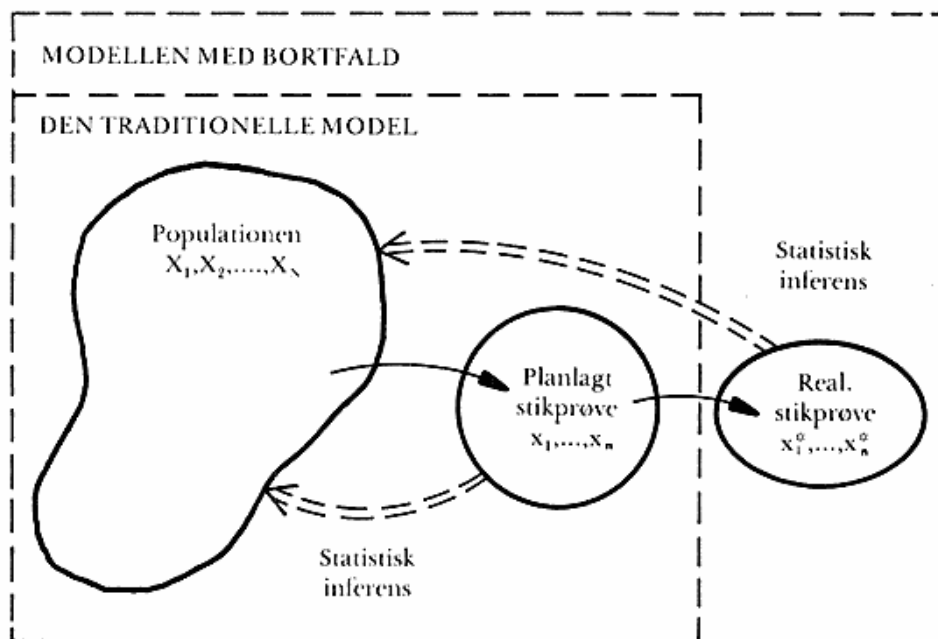 MODELLEN MED BORTFALD
DEN TRADITIONELLE MODEL
Populationen
X₁,X₂,....,X_N
Statistisk
inferens
Planlagt
stikprøve
x₁,...,xₙ
Real.
stikprøve
x₁*,...,xₙ*
Statistisk
inferens